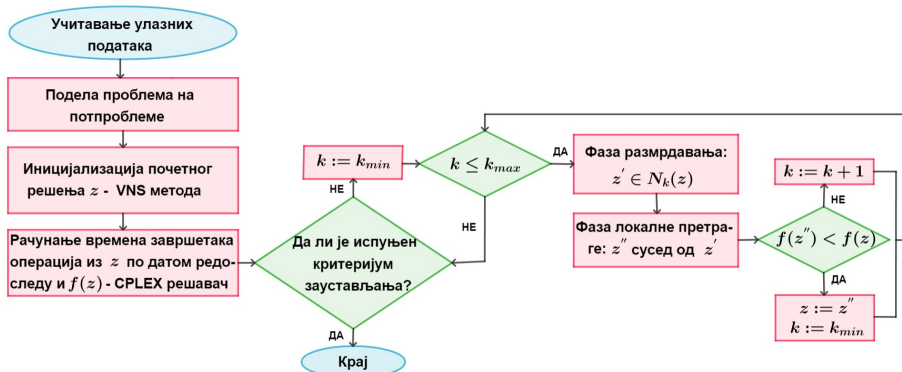 Учитавање улазних
података
Подела проблема на
потпроблеме
Иницијализација почетног
решења z - VNS метода
Рачунање времена завршетка
операција из z по датом редо-
следу и f(z) - CPLEX решавач
Да ли је испуњен
критеријум
заустављања?
НЕ
ДА
Крај
k := k_min
k ≤ k_max
НЕ
ДА
Фаза размрдавања:
z′ ∈ N_k(z)
Фаза локалне претра-
ге: z″ сусед од z′
f(z″) < f(z)
НЕ
k := k + 1
ДА
z := z″
k := k_min